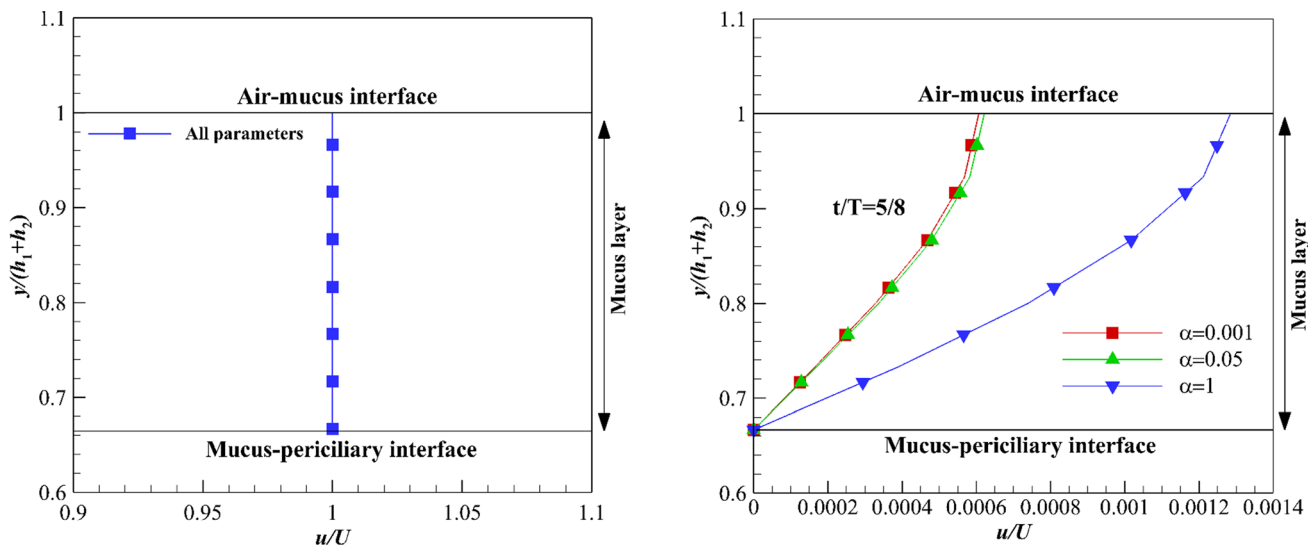 1.1
Air-mucus interface
1
All parameters
0.9
y/(h₁+h₂)
Mucus layer
0.8
0.7
Mucus-periciliary interface
0.6
0.9
0.95
1
1.05
1.1
u/U
1.1
Air-mucus interface
1
t/T=5/8
0.9
y/(h₁+h₂)
Mucus layer
0.8
α=0.001
α=0.05
α=1
0.7
Mucus-periciliary interface
0.6
0
0.0002
0.0004
0.0006
0.0008
0.001
0.0012
0.0014
u/U